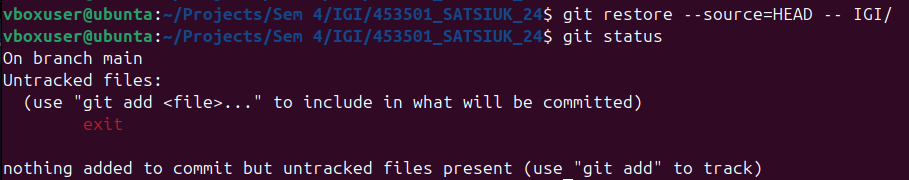 vboxuser@ubuntu:~/Projects/Sem 4/IGI/453501_SATSIUK_24$ git restore --source=HEAD -- IGI/
vboxuser@ubuntu:~/Projects/Sem 4/IGI/453501_SATSIUK_24$ git status
On branch main
Untracked files:
  (use "git add <file>..." to include in what will be committed)
        exit

nothing added to commit but untracked files present (use "git add" to track)